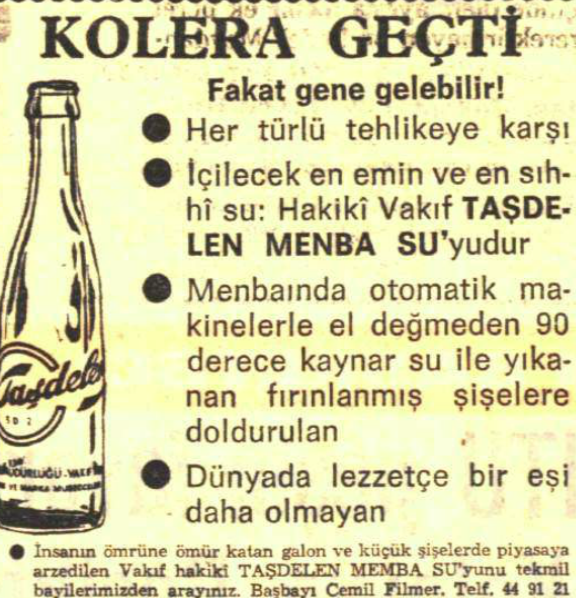 KOLERA GEÇTİ
Fakat gene gelebilir!
● Her türlü tehlikeye karşı
● İçilecek en emin ve en sıh-
hî su: Hakikî Vakıf TAŞDE-
LEN MENBA SU'yudur
● Menbaında otomatik ma-
kinelerle el değmeden 90
derece kaynar su ile yıka-
nan fırınlanmış şişelere
doldurulan
● Dünyada lezzetçe bir eşi
daha olmayan
● İnsanın ömrüne ömür katan galon ve küçük şişelerde piyasaya
arzedilen Vakıf hakikî TAŞDELEN MEMBA SU'yunu tekmil
bayilerimizden arayınız. Başbayi Cemil Filmer. Telf. 44 91 21
Taşdelen